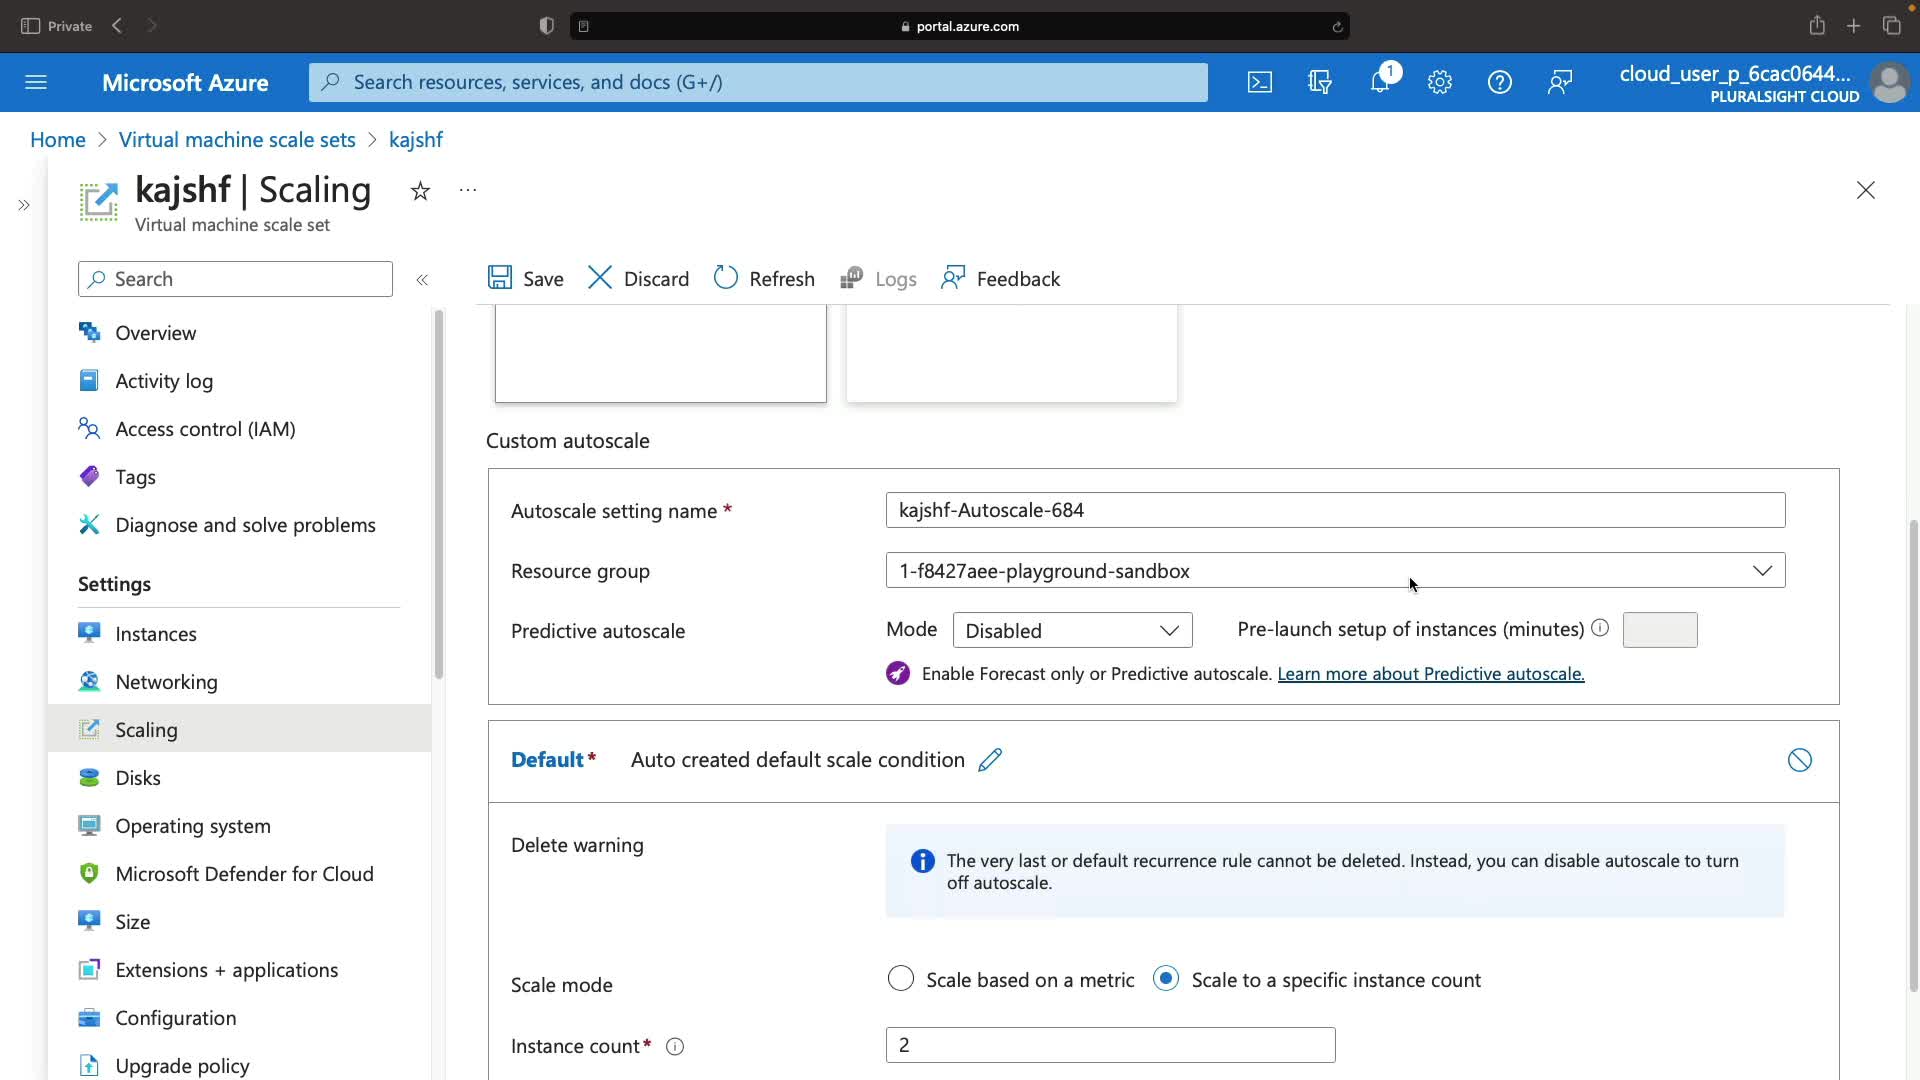 Private
portal.azure.com
Microsoft Azure
Search resources, services, and docs (G+/)
1
cloud_user_p_6cac0644...
PLURALSIGHT CLOUD
Home > Virtual machine scale sets > kajshf
kajshf | Scaling
Virtual machine scale set
Search
Save
Discard
Refresh
Logs
Feedback
Overview
Activity log
Access control (IAM)
Tags
Diagnose and solve problems
Settings
Instances
Networking
Scaling
Disks
Operating system
Microsoft Defender for Cloud
Size
Extensions + applications
Configuration
Upgrade policy
Custom autoscale
Autoscale setting name *
kajshf-Autoscale-684
Resource group
1-f8427aee-playground-sandbox
Predictive autoscale
Mode
Disabled
Pre-launch setup of instances (minutes)
Enable Forecast only or Predictive autoscale. Learn more about Predictive autoscale.
Default* Auto created default scale condition
Delete warning
The very last or default recurrence rule cannot be deleted. Instead, you can disable autoscale to turn
off autoscale.
Scale mode
Scale based on a metric
Scale to a specific instance count
Instance count*
2